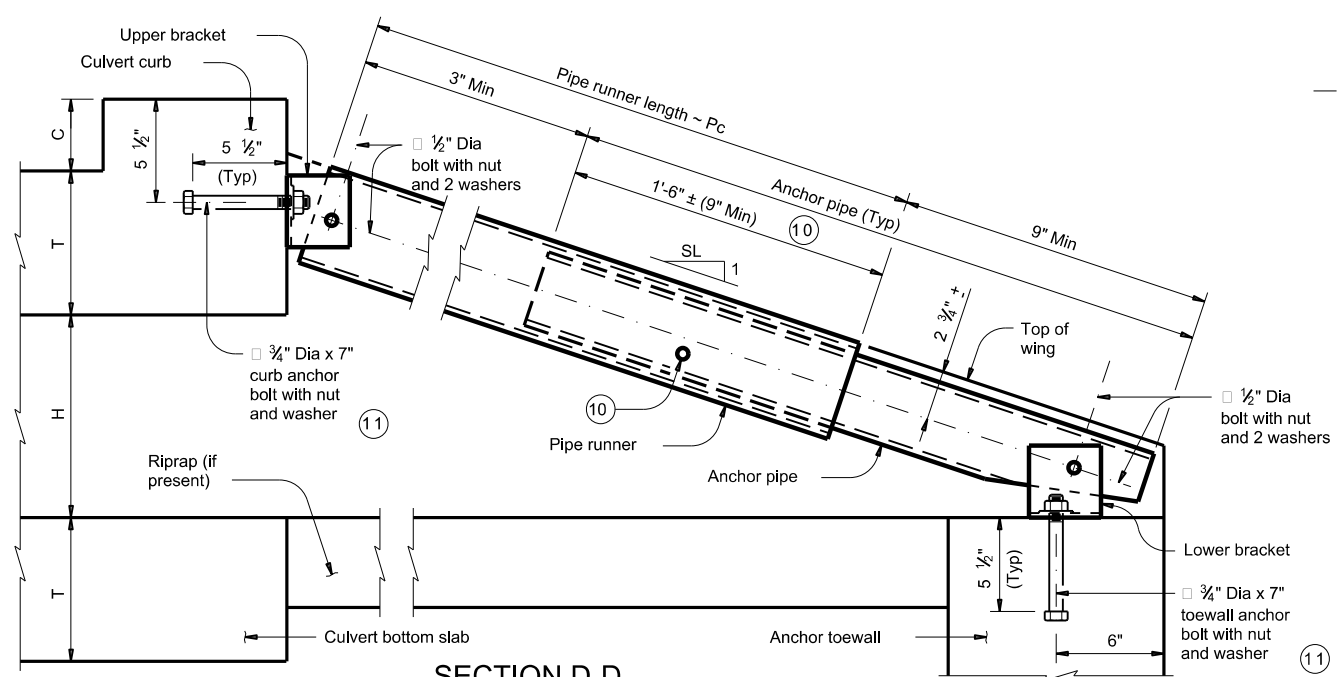 Upper bracket
Culvert curb
Pipe runner length ~ Pc
3" Min
C
5 ½"
5 ½"
(Typ)
□ ½" Dia
bolt with nut
and 2 washers
Anchor pipe (Typ)
1'-6" ± (9" Min)
10
9" Min
T
SL
1
2 ¾" ±
Top of
wing
□ ¾" Dia x 7"
curb anchor
bolt with nut
and washer
11
H
10
Pipe runner
□ ½" Dia
bolt with nut
and 2 washers
Riprap (if
present)
Anchor pipe
Lower bracket
T
5 ½"
(Typ)
□ ¾" Dia x 7"
toewall anchor
bolt with nut
and washer
11
Culvert bottom slab
Anchor toewall
6"
SECTION D-D